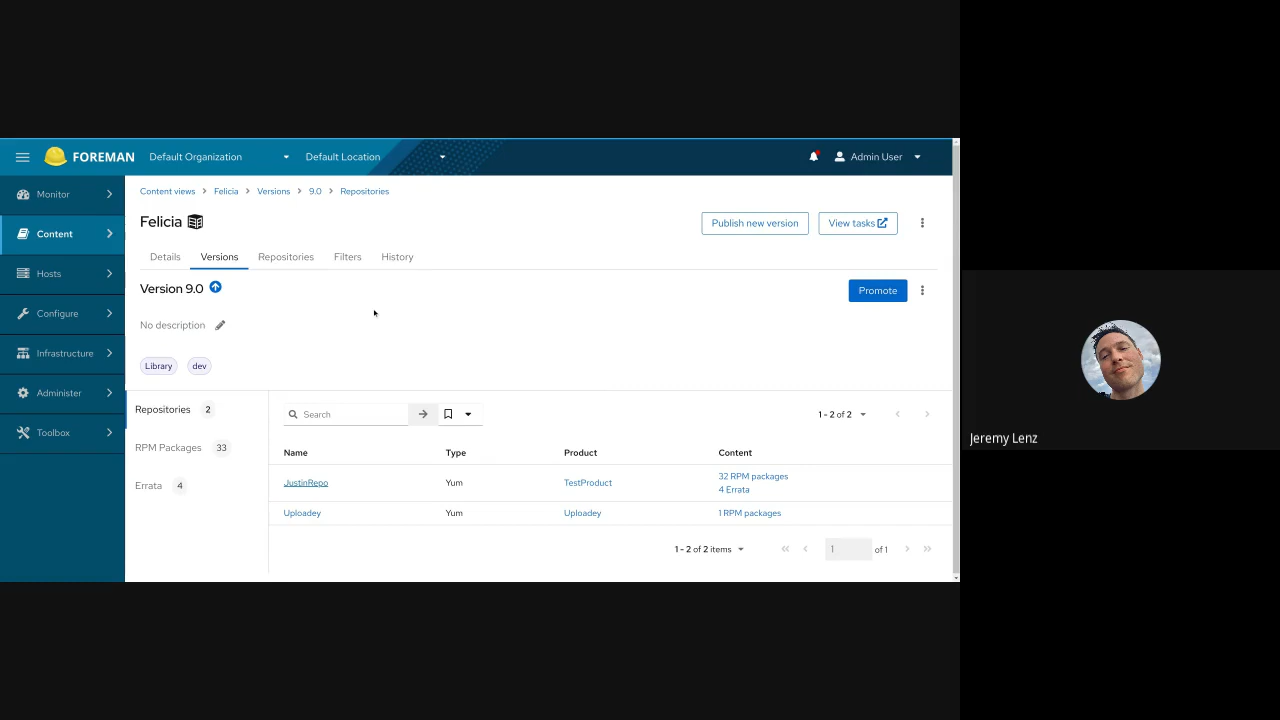 FOREMAN Default Organization Default Location Admin User
Monitor
Content
Hosts
Configure
Infrastructure
Administer
Toolbox
Content views > Felicia > Versions > 9.0 > Repositories
Felicia
Publish new version View tasks
Details Versions Repositories Filters History
Version 9.0
Promote
No description
Library dev
Repositories 2
RPM Packages 33
Errata 4
Search
1 - 2 of 2
Name Type Product Content
JustinRepo Yum TestProduct 32 RPM packages
4 Errata
Uploadey Yum Uploadey 1 RPM packages
1 - 2 of 2 items
1 of 1
Jeremy Lenz